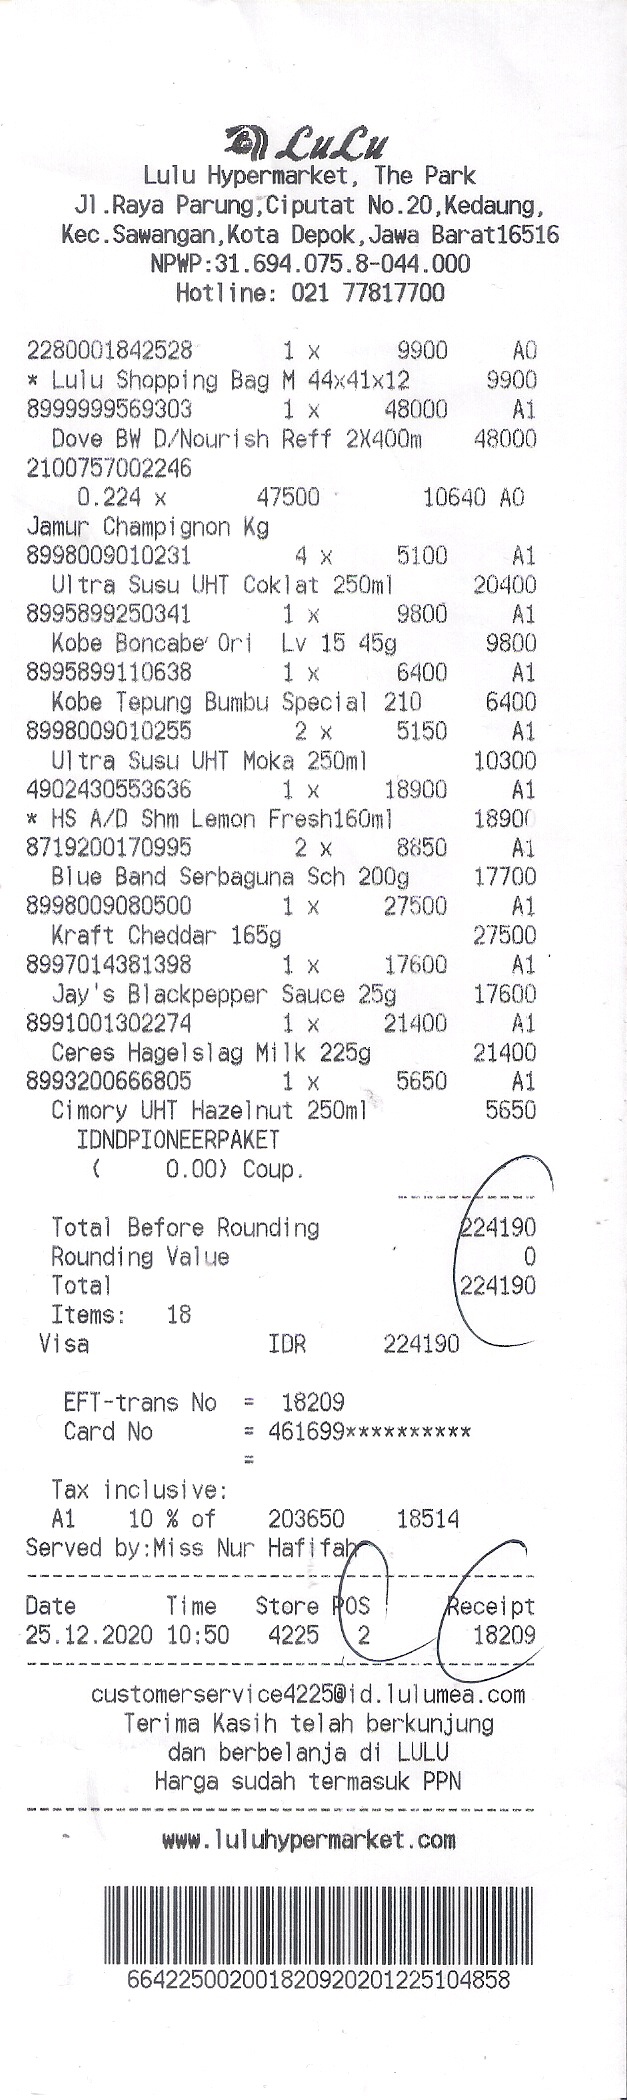 LuLu
Lulu Hypermarket, The Park
Jl.Raya Parung,Ciputat No.20,Kedaung,
Kec.Sawangan,Kota Depok,Jawa Barat16516
NPWP:31.694.075.8-044.000
Hotline: 021 77817700
2280001842528 1 x 9900 A0
* Lulu Shopping Bag M 44x41x12 9900
8999999569303 1 x 48000 A1
Dove BW D/Nourish Reff 2X400m 48000
2100757002246
0.224 x 47500 10640 A0
Jamur Champignon Kg
8998009010231 4 x 5100 A1
Ultra Susu UHT Coklat 250ml 20400
8995899250341 1 x 9800 A1
Kobe Boncabe Ori Lv 15 45g 9800
8995899110638 1 x 6400 A1
Kobe Tepung Bumbu Special 210 6400
8998009010255 2 x 5150 A1
Ultra Susu UHT Moka 250ml 10300
4902430553636 1 x 18900 A1
* HS A/D Shm Lemon Fresh160ml 18900
8719200170995 2 x 8850 A1
Blue Band Serbaguna Sch 200g 17700
8998009080500 1 x 27500 A1
Kraft Cheddar 165g 27500
8997014381398 1 x 17600 A1
Jay's Blackpepper Sauce 25g 17600
8991001302274 1 x 21400 A1
Ceres Hagelslag Milk 225g 21400
8993200666805 1 x 5650 A1
Cimory UHT Hazelnut 250ml 5650
IDNDPIONEERPAKET
( 0.00) Coup.
Total Before Rounding 224190
Rounding Value 0
Total 224190
Items: 18
Visa IDR 224190
EFT-trans No = 18209
Card No = 461699**********
=
Tax inclusive:
A1 10 % of 203650 18514
Served by:Miss Nur Hafifah
Date Time Store POS Receipt
25.12.2020 10:50 4225 2 18209
customerservice4225@id.lulumea.com
Terima Kasih telah berkunjung
dan berbelanja di LULU
Harga sudah termasuk PPN
www.luluhypermarket.com
664225002001820920201225104858